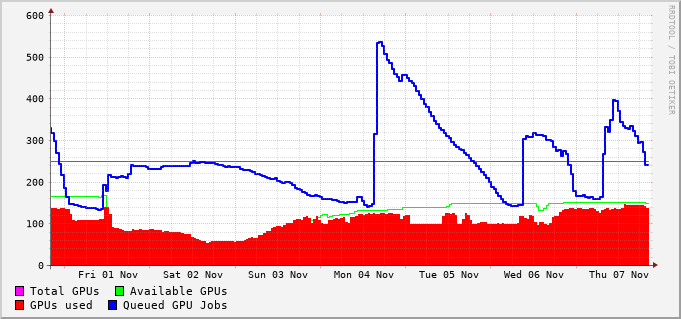 600
500
400
300
200
100
0
Fri 01 Nov Sat 02 Nov Sun 03 Nov Mon 04 Nov Tue 05 Nov Wed 06 Nov Thu 07 Nov
Total GPUs Available GPUs
GPUs used Queued GPU Jobs
RRDTOOL / TOBI OETIKER